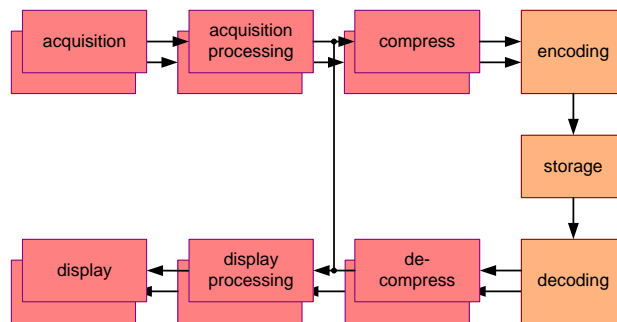 acquisition
acquisition
processing
compress
encoding
storage
display
display
processing
de-
compress
decoding